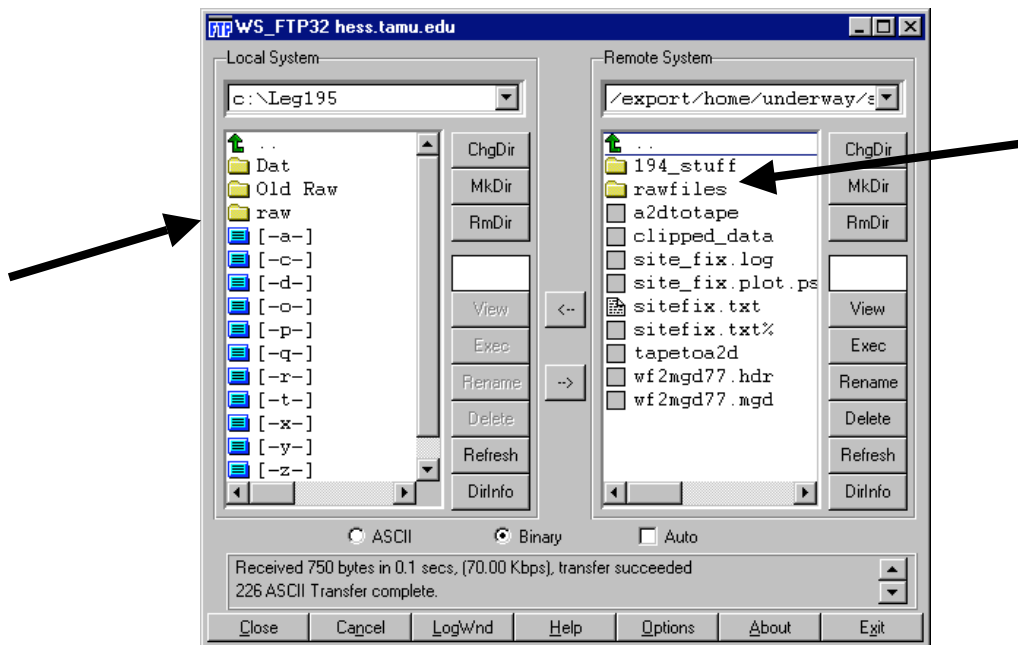 FTP WS_FTP32 hess.tamu.edu
Local System
c:\Leg195
..
Dat
Old Raw
raw
[-a-]
[-c-]
[-d-]
[-o-]
[-p-]
[-q-]
[-r-]
[-t-]
[-x-]
[-y-]
[-z-]
ChgDir
MkDir
RmDir
View
Exec
Rename
Delete
Refresh
DirInfo
<--
-->
Remote System
/export/home/underway/s
..
194_stuff
rawfiles
a2dtotape
clipped_data
site_fix.log
site_fix.plot.ps
sitefix.txt
sitefix.txt%
tapetoa2d
wf2mgd77.hdr
wf2mgd77.mgd
ChgDir
MkDir
RmDir
View
Exec
Rename
Delete
Refresh
DirInfo
ASCII Binary Auto
Received 750 bytes in 0.1 secs, (70.00 Kbps), transfer succeeded
226 ASCII Transfer complete.
Close Cancel LogWnd Help Options About Exit